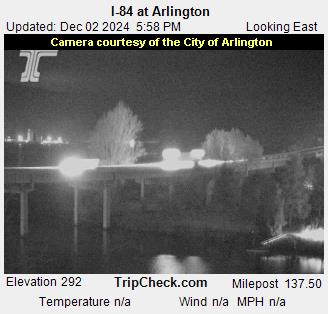 I-84 at Arlington
Updated: Dec 02 2024 5:58 PM Looking East
Camera courtesy of the City of Arlington
Elevation 292 TripCheck.com Milepost 137.50
Temperature n/a Wind n/a MPH n/a